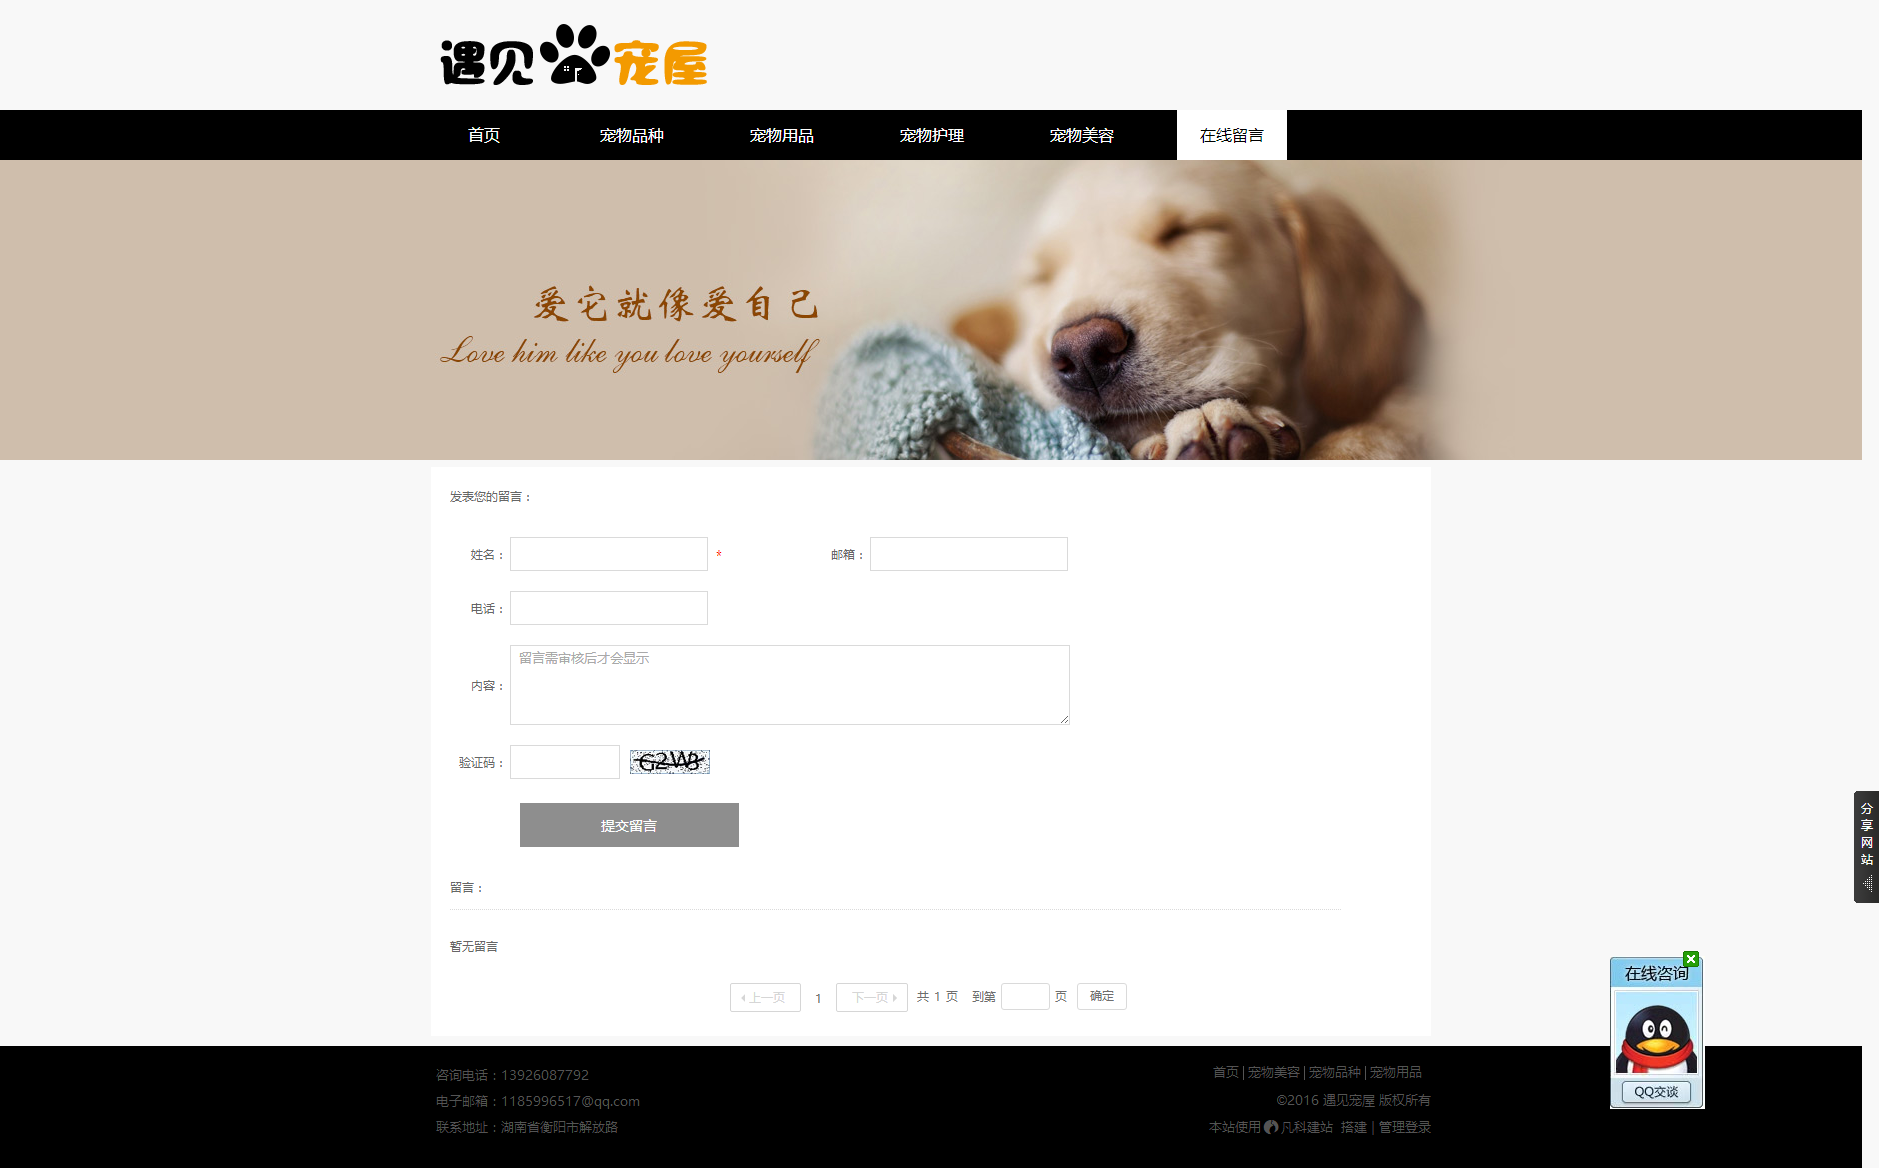 遇见宠屋
首页 宠物品种 宠物用品 宠物护理 宠物美容 在线留言
爱它就像爱自己
Love him like you love yourself
发表您的留言：
姓名： * 邮箱：
电话：
内容： 留言需审核后才会显示
验证码： G2WB
提交留言
留言：
暂无留言
上一页 1 下一页 共 1 页 到第 页 确定
分享网站
在线咨询
QQ交谈
咨询电话：13926087792
电子邮箱：1185996517@qq.com
联系地址：湖南省衡阳市解放路
首页 | 宠物美容 | 宠物品种 | 宠物用品
©2016 遇见宠屋 版权所有
本站使用 凡科建站 搭建 | 管理登录